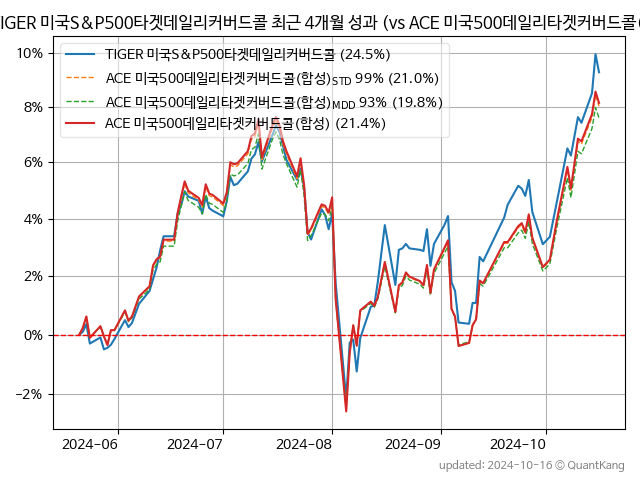 TIGER 미국S&P500타겟데일리커버드콜 최근 4개월 성과 (vs ACE 미국500데일리타겟커버드콜(
10%
8%
6%
4%
2%
0%
−2%
TIGER 미국S&P500타겟데일리커버드콜 (24.5%)
ACE 미국500데일리타겟커버드콜(합성)STD 99% (21.0%)
ACE 미국500데일리타겟커버드콜(합성)MDD 93% (19.8%)
ACE 미국500데일리타겟커버드콜(합성) (21.4%)
2024-06 2024-07 2024-08 2024-09 2024-10
updated: 2024-10-16 © QuantKang